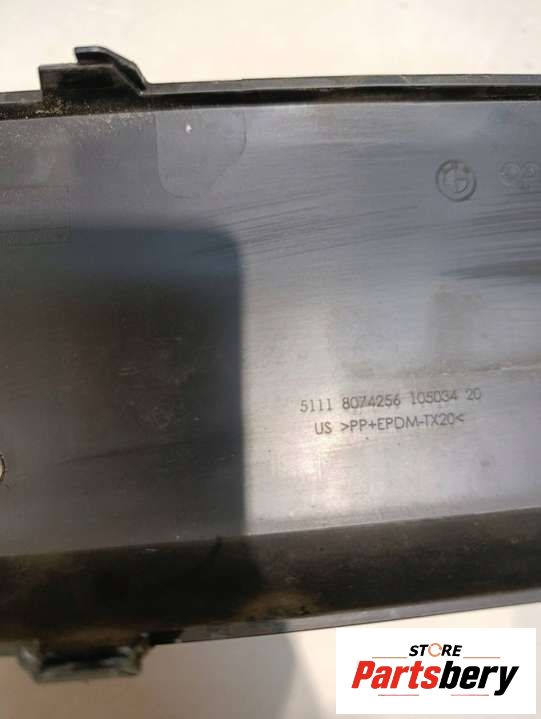 5111 8074256 105034 20
US >PP+EPDM-TX20<
STORE
Partsbery